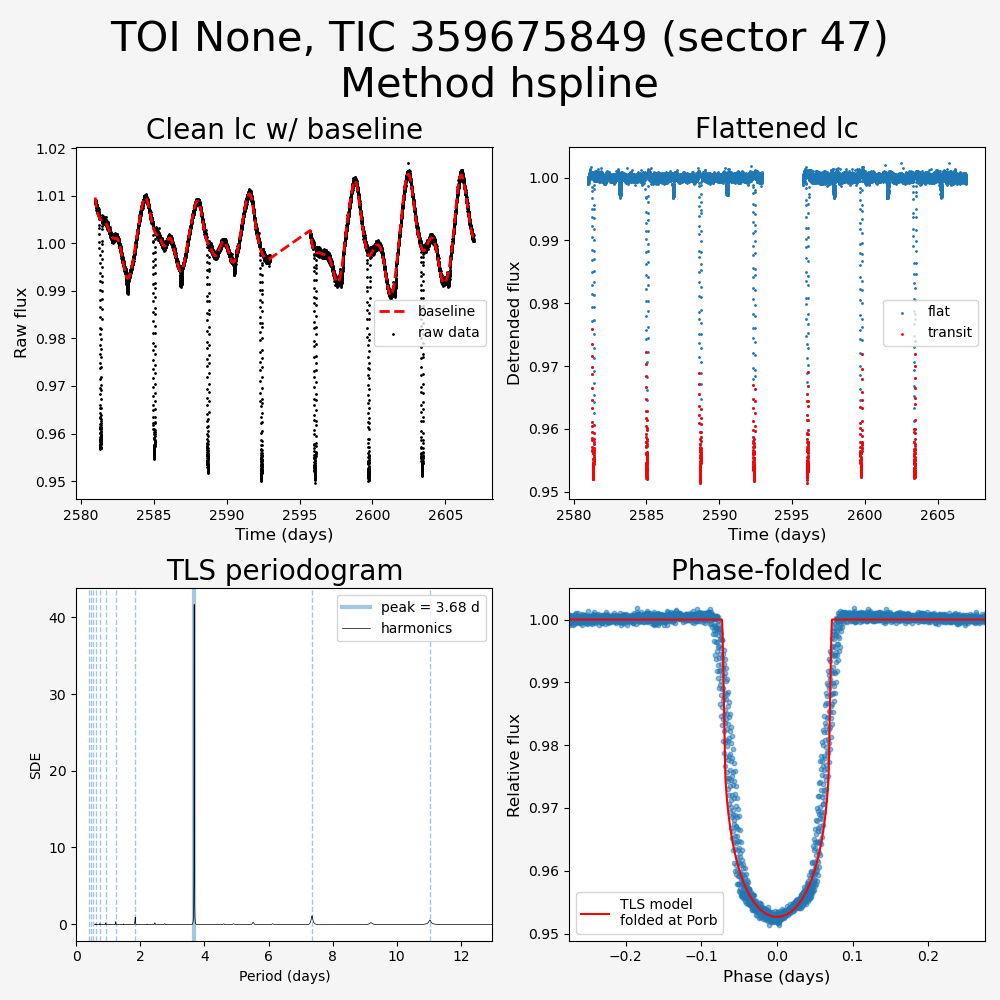 TOI None, TIC 359675849 (sector 47)
Method hspline
Clean lc w/ baseline
Flattened lc
1.02
1.01
1.00
0.99
0.98
0.97
0.96
0.95
Raw flux
baseline
raw data
2580
2585
2590
2595
2600
2605
Time (days)
1.00
0.99
0.98
0.97
0.96
0.95
Detrended flux
flat
transit
2580
2585
2590
2595
2600
2605
Time (days)
TLS periodogram
Phase-folded lc
40
30
20
10
0
SDE
peak = 3.68 d
harmonics
0
2
4
6
8
10
12
Period (days)
1.00
0.99
0.98
0.97
0.96
0.95
Relative flux
TLS model
folded at Porb
−0.2
−0.1
0.0
0.1
0.2
Phase (days)